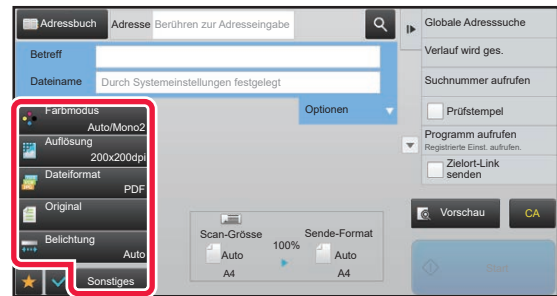 Adressbuch
Adresse
Berühren zur Adresseingabe
Betreff
Dateiname
Durch Systemeinstellungen festgelegt
Optionen
Farbmodus
Auto/Mono2
Auflösung
200x200dpi
Dateiformat
PDF
Original
Belichtung
Auto
Sonstiges
Scan-Grösse
Auto
A4
100%
Sende-Format
Auto
A4
Globale Adresssuche
Verlauf wird ges.
Suchnummer aufrufen
Prüfstempel
Programm aufrufen
Registrierte Einst. aufrufen.
Zielort-Link
senden
Vorschau
CA
Start